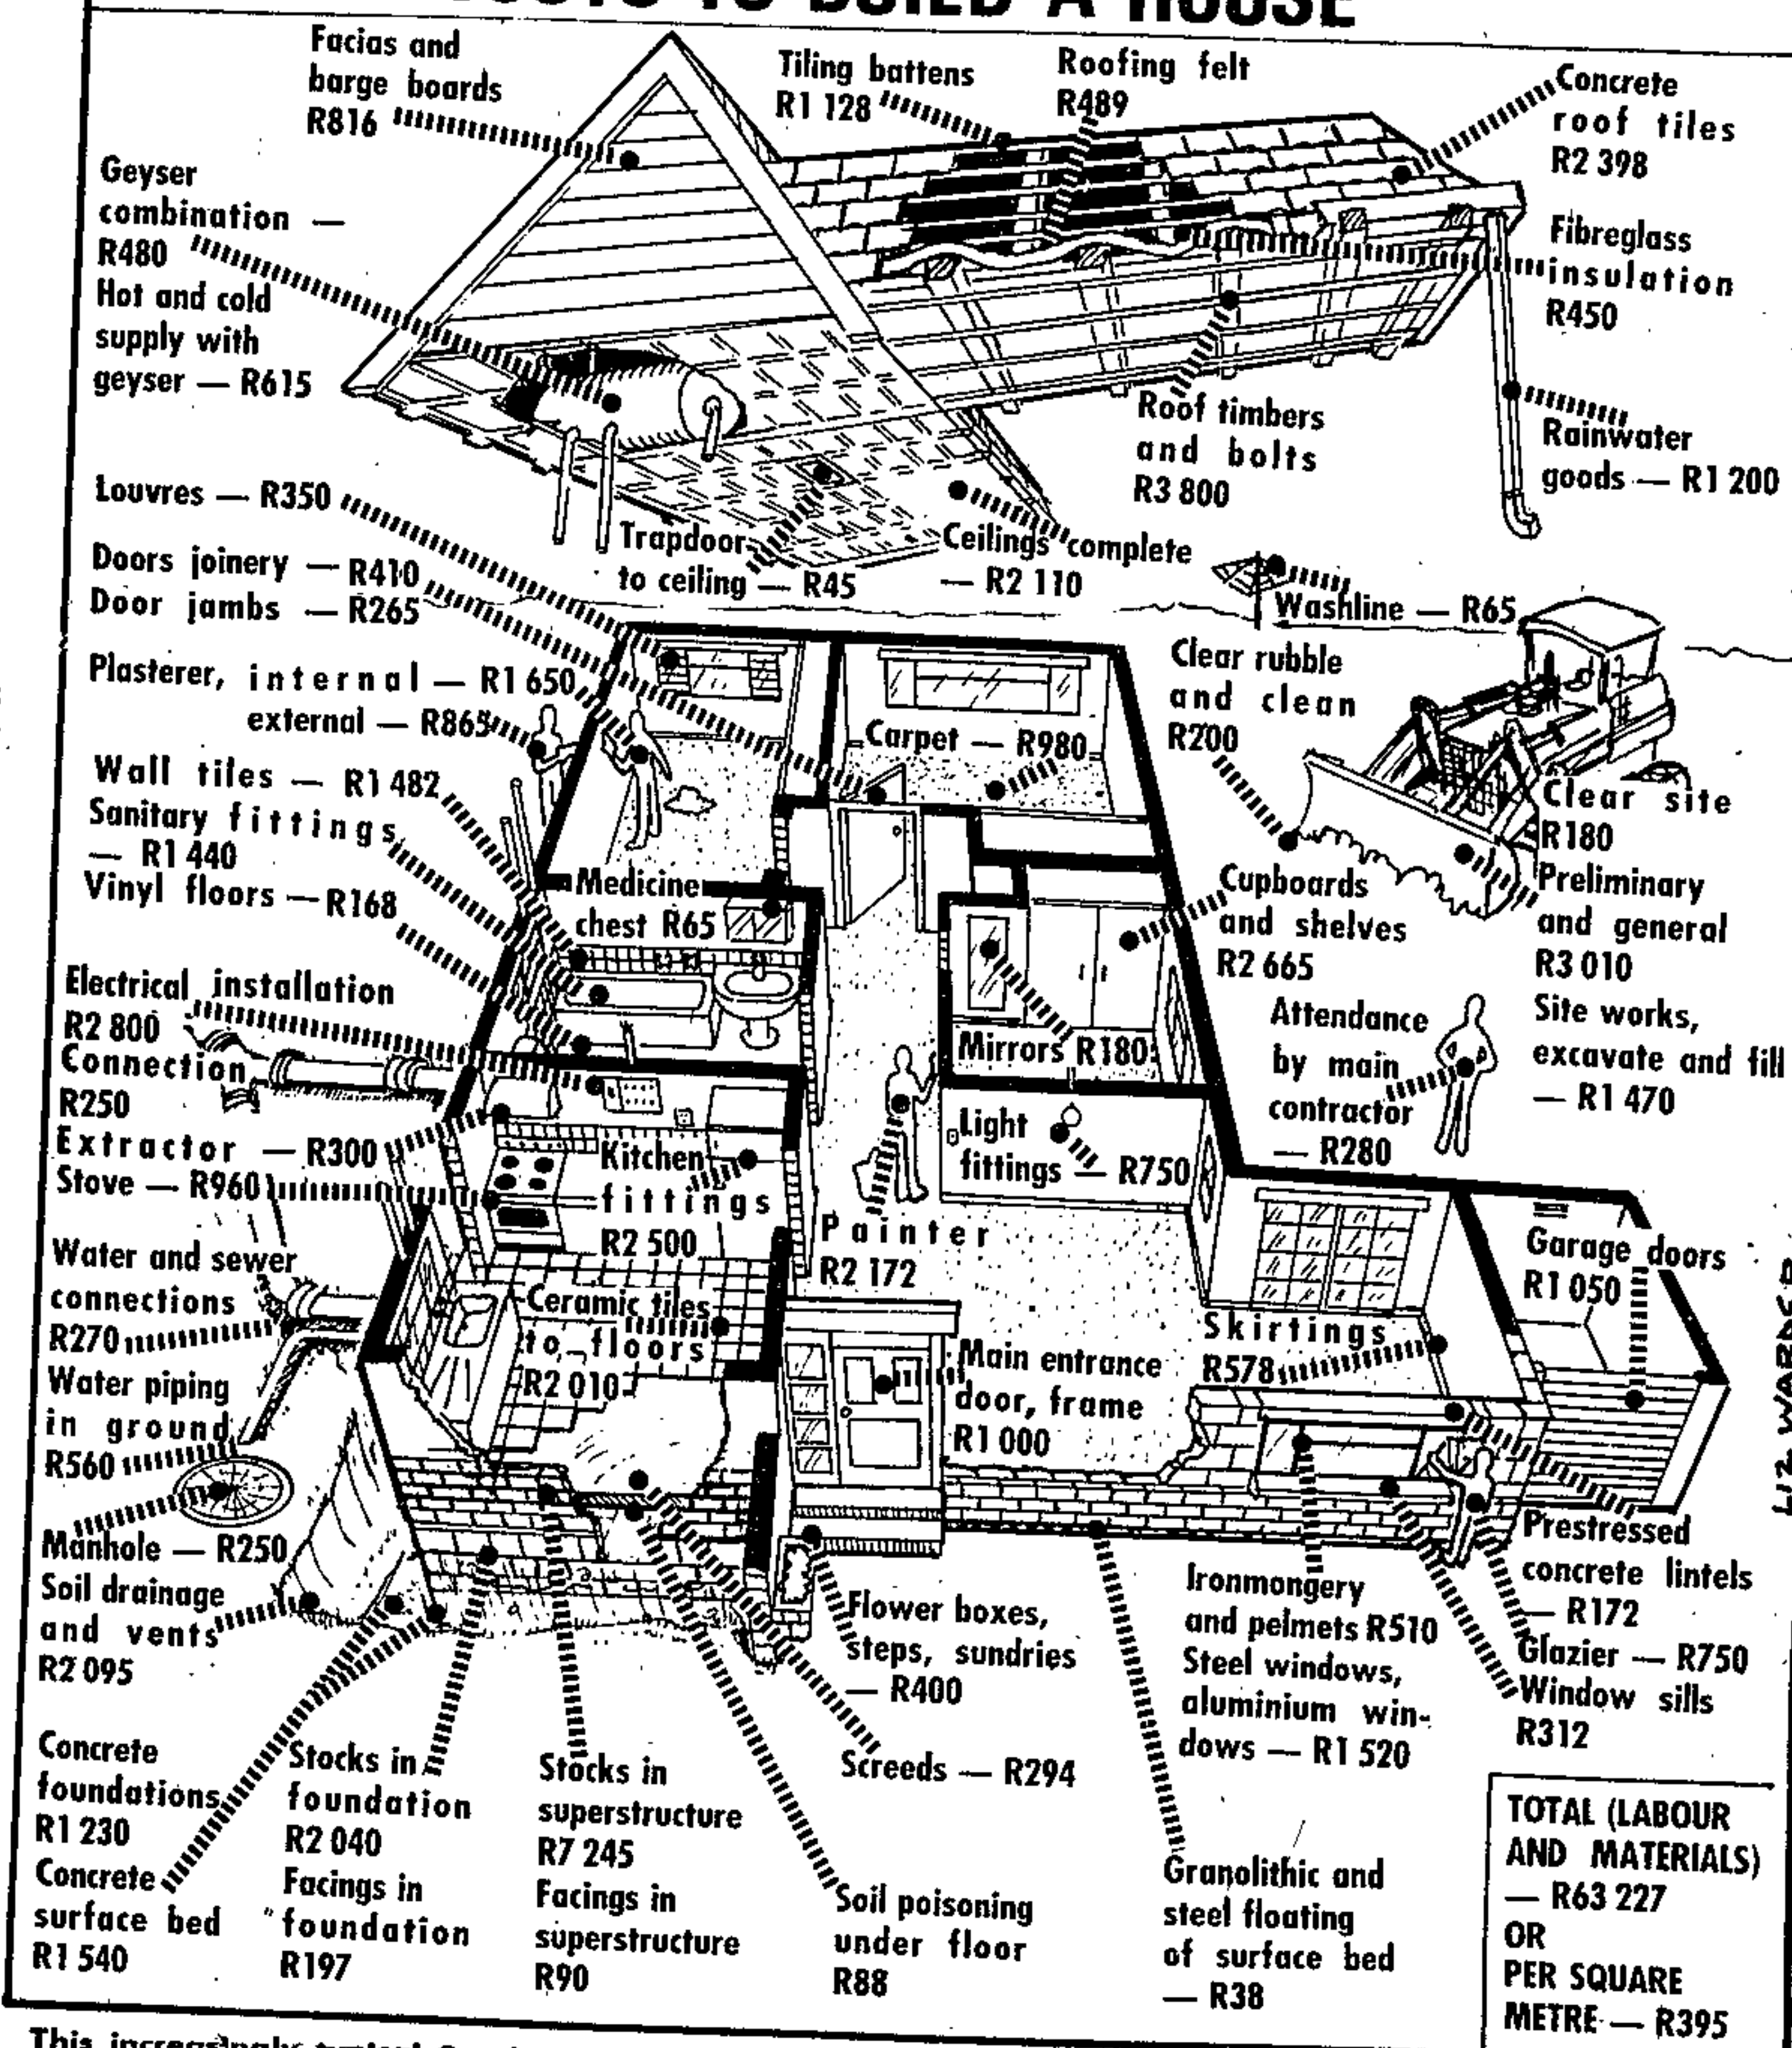 TO BUILD A HOUSE
Facias and
barge boards
R816
Tiling battens
R1 128
Roofing felt
R489
Concrete
roof tiles
R2 398
Geyser
combination —
R480
Hot and cold
supply with
geyser — R615
Fibreglass
insulation
R450
Roof timbers
and bolts
R3 800
Rainwater
goods — R1 200
Louvres — R350
Trapdoor
to ceiling — R45
Ceilings complete
— R2 110
Doors joinery — R410
Door jambs — R265
Washline — R65
Plasterer, internal — R1 650
external — R865
Clear rubble
and clean
R200
Carpet — R980
Wall tiles — R1 482
Sanitary fittings
— R1 440
Vinyl floors — R168
Clear site
R180
Preliminary
and general
R3 010
Medicine
chest R65
Cupboards
and shelves
R2 665
Electrical installation
R2 800
Connection
R250
Mirrors R180
Attendance
by main
contractor
— R280
Site works,
excavate and fill
— R1 470
Extractor — R300
Stove — R960
Kitchen
fittings
R2 500
Light
fittings — R750
Painter
R2 172
Water and sewer
connections
R270
Garage doors
R1 050
Ceramic tiles
to floors
R2 010
Main entrance
door, frame
R1 000
Skirtings
R578
Water piping
in ground
R560
Manhole — R250
Soil drainage
and vents
R2 095
Prestressed
concrete lintels
— R172
Flower boxes,
steps, sundries
— R400
Ironmongery
and pelmets R510
Steel windows,
aluminium win-
dows — R1 520
Glazier — R750
Window sills
R312
Concrete
foundations
R1 230
Concrete
surface bed
R1 540
Stocks in
foundation
R2 040
Facings in
foundation
R197
Stocks in
superstructure
R7 245
Facings in
superstructure
R90
Screeds — R294
Soil poisoning
under floor
R88
Granolithic and
steel floating
of surface bed
— R38
TOTAL (LABOUR
AND MATERIALS)
— R63 227
OR
PER SQUARE
METRE — R395
This increasingly